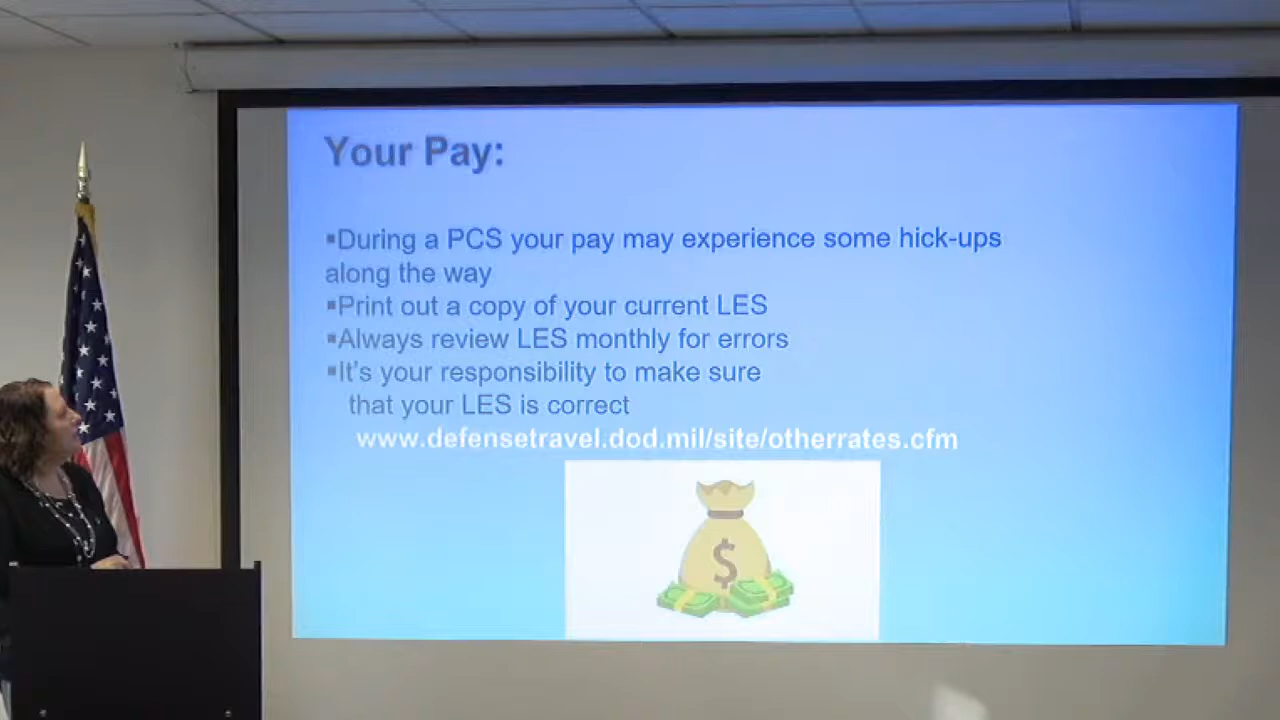 Your Pay:
▪During a PCS your pay may experience some hick-ups
along the way
▪Print out a copy of your current LES
▪Always review LES monthly for errors
▪It's your responsibility to make sure
that your LES is correct
www.defensetravel.dod.mil/site/otherrates.cfm
$